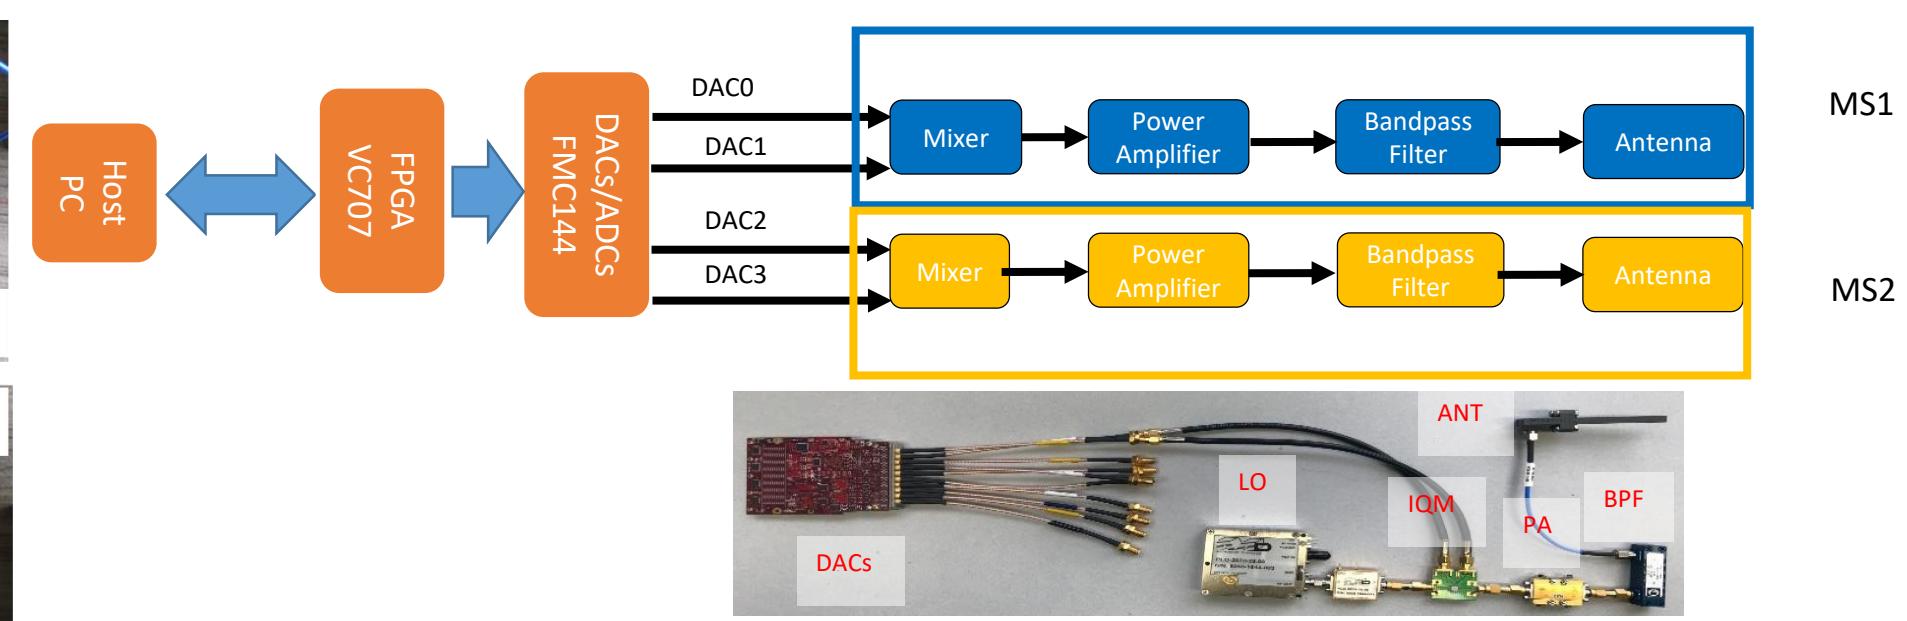 Host
PC
FPGA
VC707
DACs/ADCs
FMC144
DAC0
DAC1
DAC2
DAC3
Mixer
Power
Amplifier
Bandpass
Filter
Antenna
MS1
Mixer
Power
Amplifier
Bandpass
Filter
Antenna
MS2
ANT
LO
IQM
PA
BPF
DACs